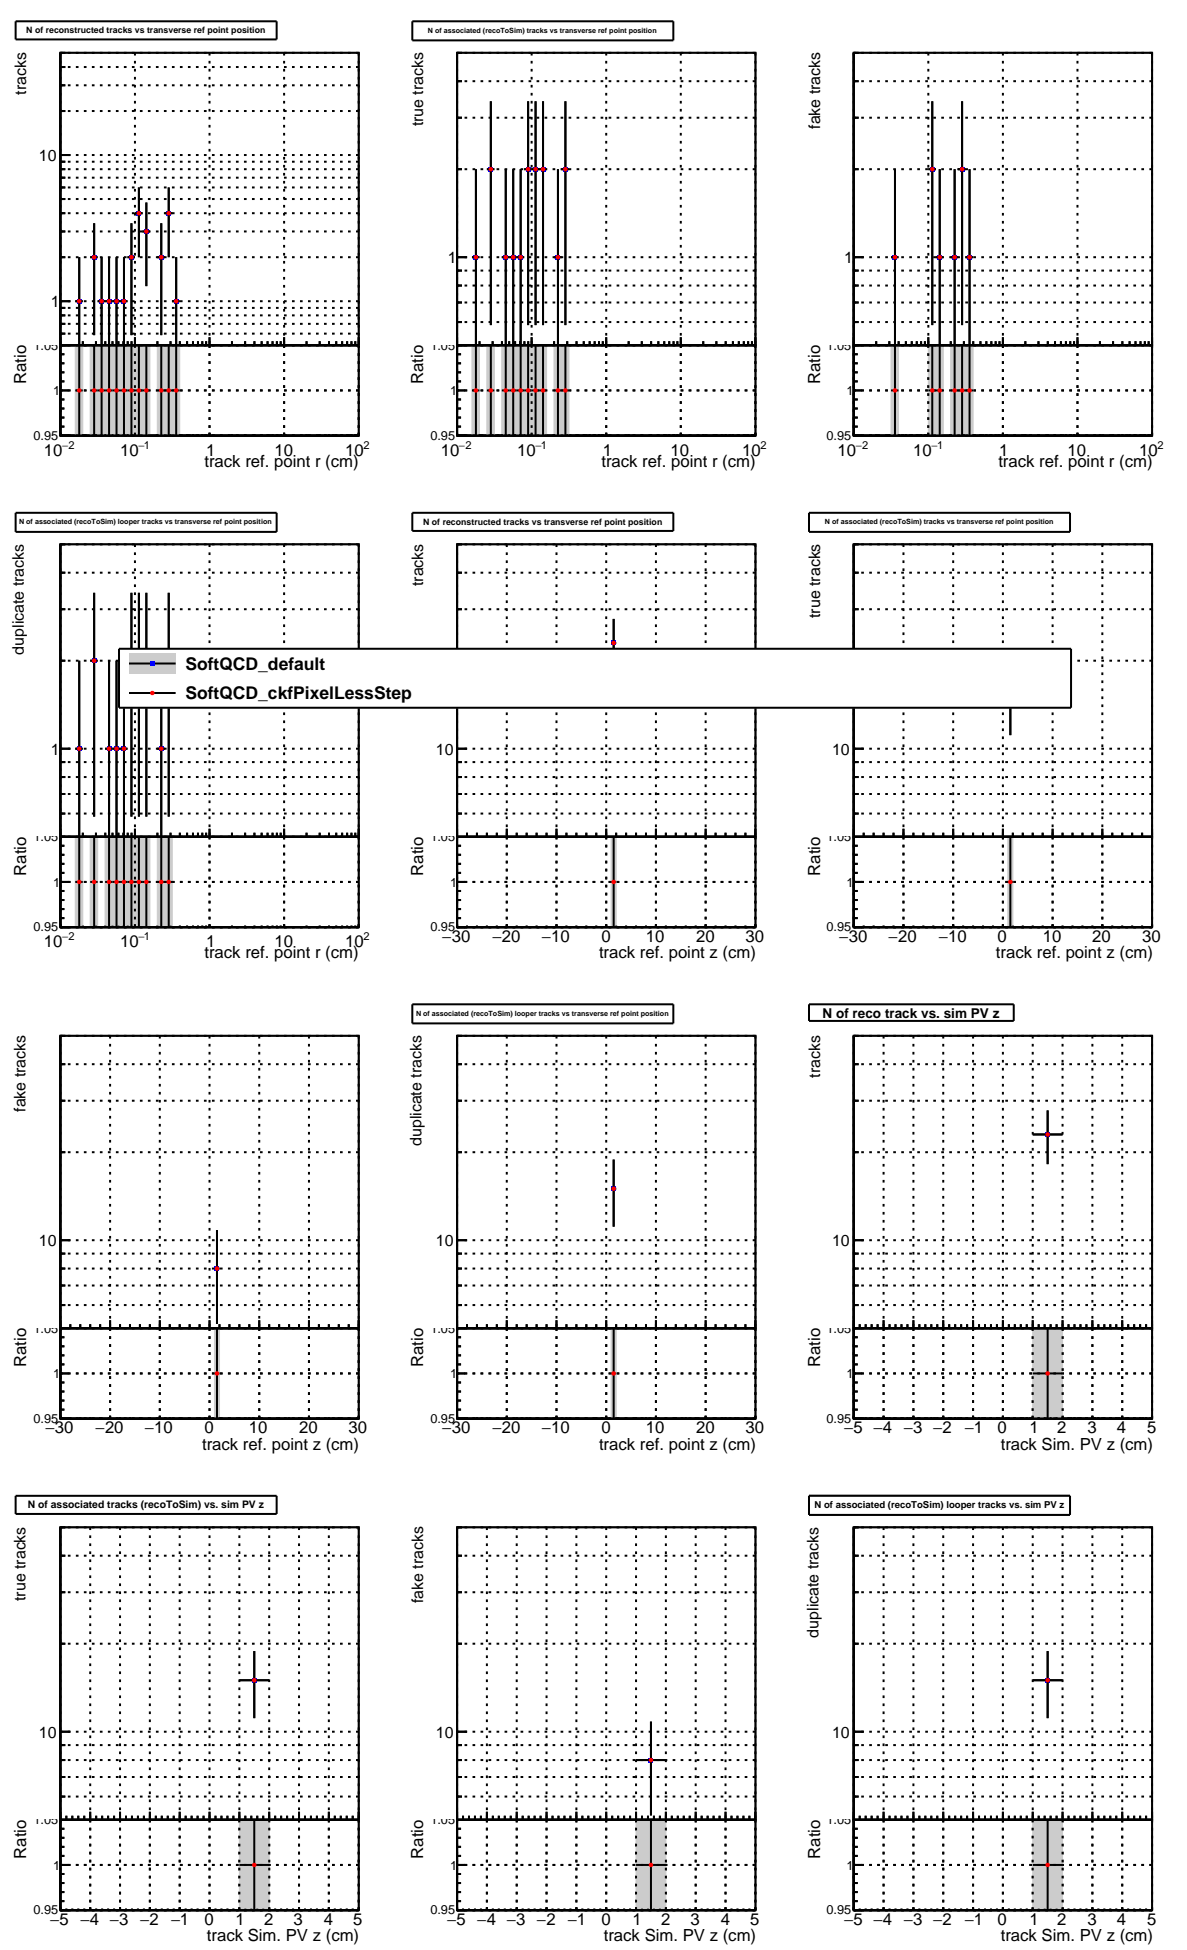 N of reconstructed tracks vs transverse ref point position
tracks
10
1
Ratio
1.05
1
0.95
10−2 10−1 1 10 102
track ref. point r (cm)
N of associated (recoToSim) tracks vs transverse ref point position
true tracks
1
Ratio
1.05
1
0.95
10−2 10−1 1 10 102
track ref. point r (cm)
fake tracks
1
Ratio
1.05
1
0.95
10−2 10−1 1 10 102
track ref. point r (cm)
N of associated (recoToSim) looper tracks vs transverse ref point position
duplicate tracks
1
Ratio
1.05
1
0.95
10−2 10−1 1 10 102
track ref. point r (cm)
N of reconstructed tracks vs transverse ref point position
tracks
10
Ratio
1.05
1
0.95
−30 −20 −10 0 10 20 30
track ref. point z (cm)
N of associated (recoToSim) tracks vs transverse ref point position
true tracks
10
Ratio
1.05
1
0.95
−30 −20 −10 0 10 20 30
track ref. point z (cm)
SoftQCD_default
SoftQCD_ckfPixelLessStep
fake tracks
10
Ratio
1.05
1
0.95
−30 −20 −10 0 10 20 30
track ref. point z (cm)
N of associated (recoToSim) looper tracks vs transverse ref point position
duplicate tracks
10
Ratio
1.05
1
0.95
−30 −20 −10 0 10 20 30
track ref. point z (cm)
N of reco track vs. sim PV z
tracks
10
Ratio
1.05
1
0.95
−5 −4 −3 −2 −1 0 1 2 3 4 5
track Sim. PV z (cm)
N of associated tracks (recoToSim) vs. sim PV z
true tracks
10
Ratio
1.05
1
0.95
−5 −4 −3 −2 −1 0 1 2 3 4 5
track Sim. PV z (cm)
fake tracks
10
Ratio
1.05
1
0.95
−5 −4 −3 −2 −1 0 1 2 3 4 5
track Sim. PV z (cm)
N of associated (recoToSim) looper tracks vs. sim PV z
duplicate tracks
10
Ratio
1.05
1
0.95
−5 −4 −3 −2 −1 0 1 2 3 4 5
track Sim. PV z (cm)